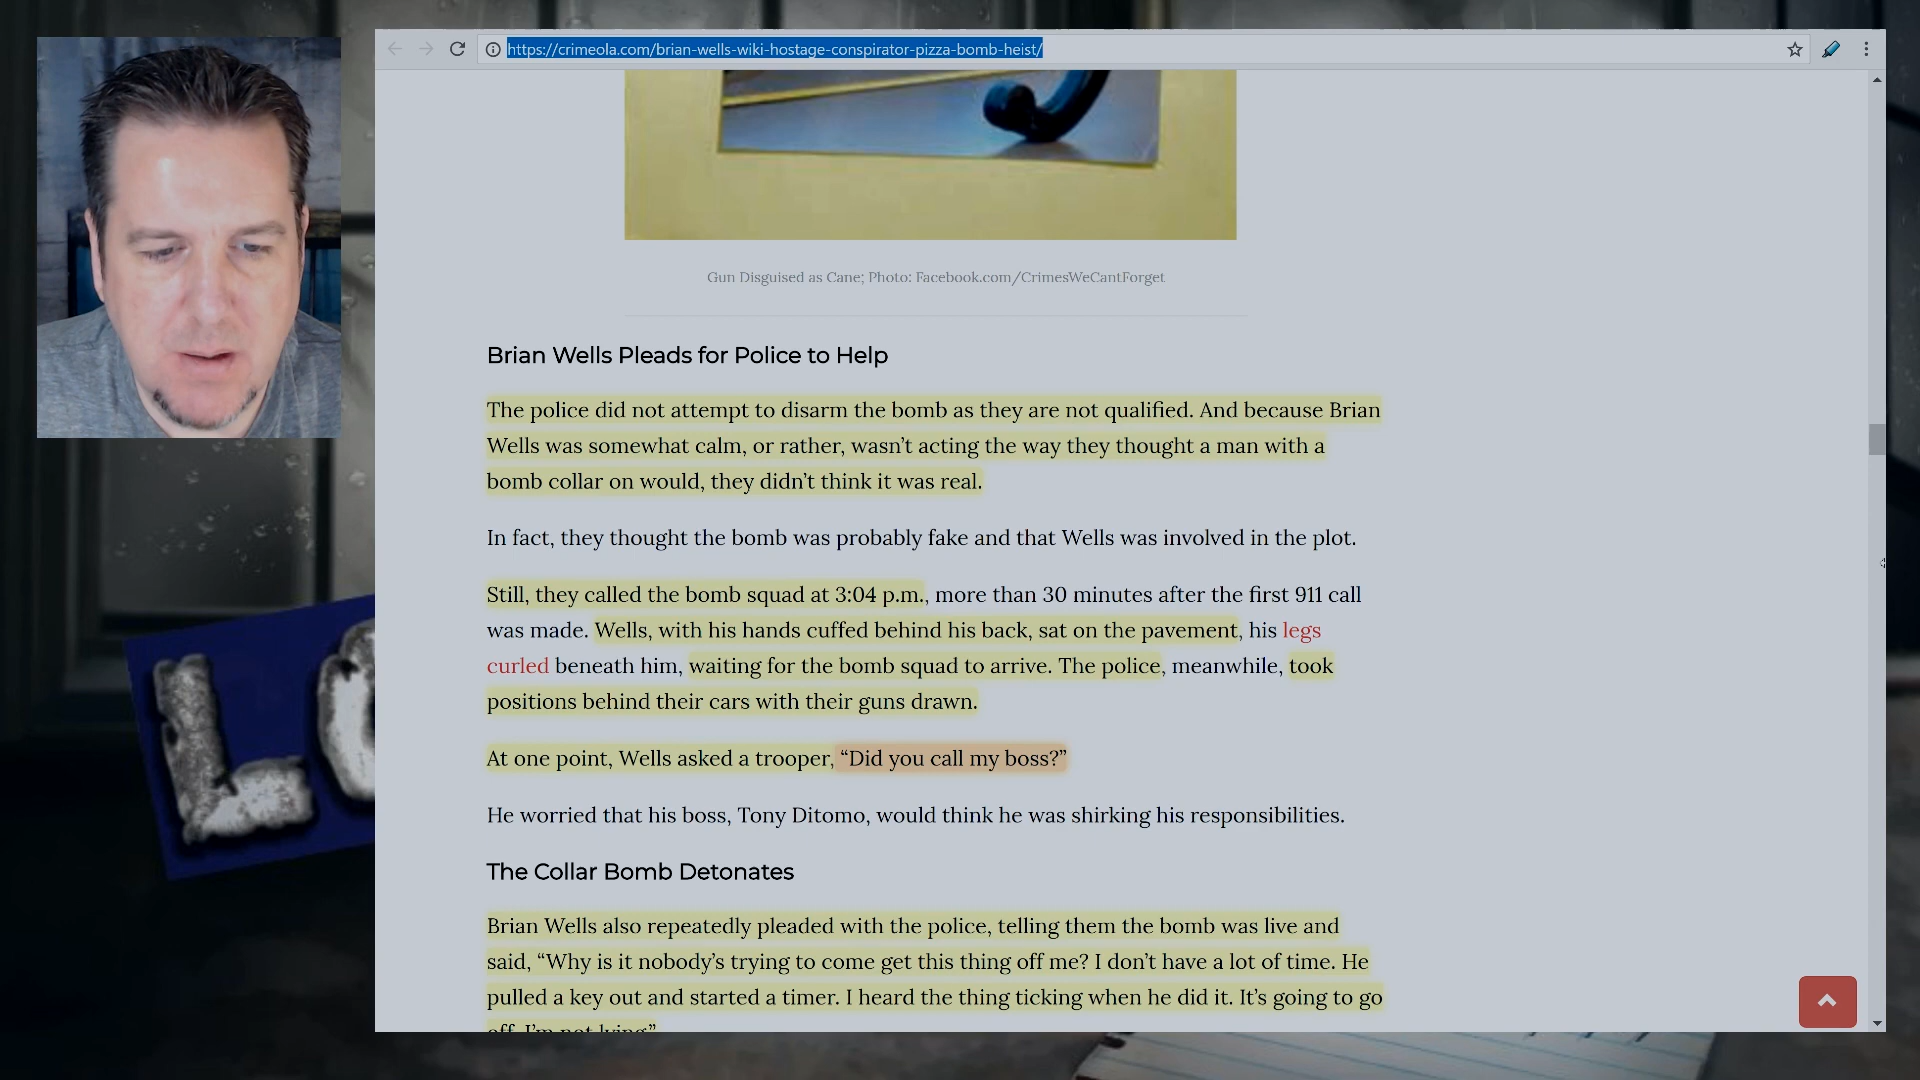 https://crimeola.com/brian-wells-wiki-hostage-conspirator-pizza-bomb-heist/
Gun Disguised as Cane; Photo: Facebook.com/CrimesWeCantForget
Brian Wells Pleads for Police to Help
The police did not attempt to disarm the bomb as they are not qualified. And because Brian
Wells was somewhat calm, or rather, wasn’t acting the way they thought a man with a
bomb collar on would, they didn’t think it was real.
In fact, they thought the bomb was probably fake and that Wells was involved in the plot.
Still, they called the bomb squad at 3:04 p.m., more than 30 minutes after the first 911 call
was made. Wells, with his hands cuffed behind his back, sat on the pavement, his legs
curled beneath him, waiting for the bomb squad to arrive. The police, meanwhile, took
positions behind their cars with their guns drawn.
At one point, Wells asked a trooper, “Did you call my boss?”
He worried that his boss, Tony Ditomo, would think he was shirking his responsibilities.
The Collar Bomb Detonates
Brian Wells also repeatedly pleaded with the police, telling them the bomb was live and
said, “Why is it nobody’s trying to come get this thing off me? I don’t have a lot of time. He
pulled a key out and started a timer. I heard the thing ticking when he did it. It’s going to go
off. I’m not lying”